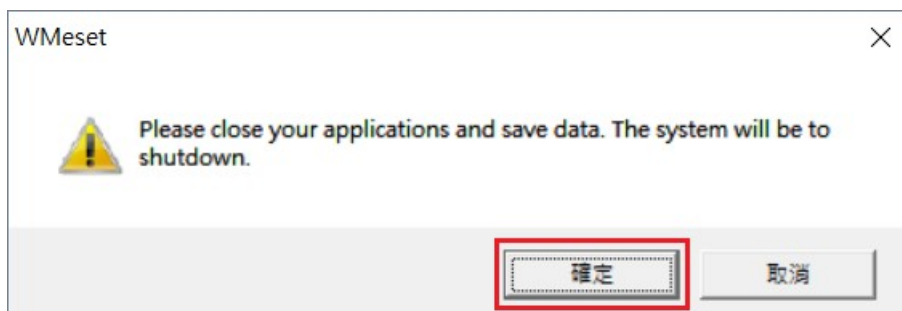 WMeset
Please close your applications and save data. The system will be to
shutdown.
確定
取消